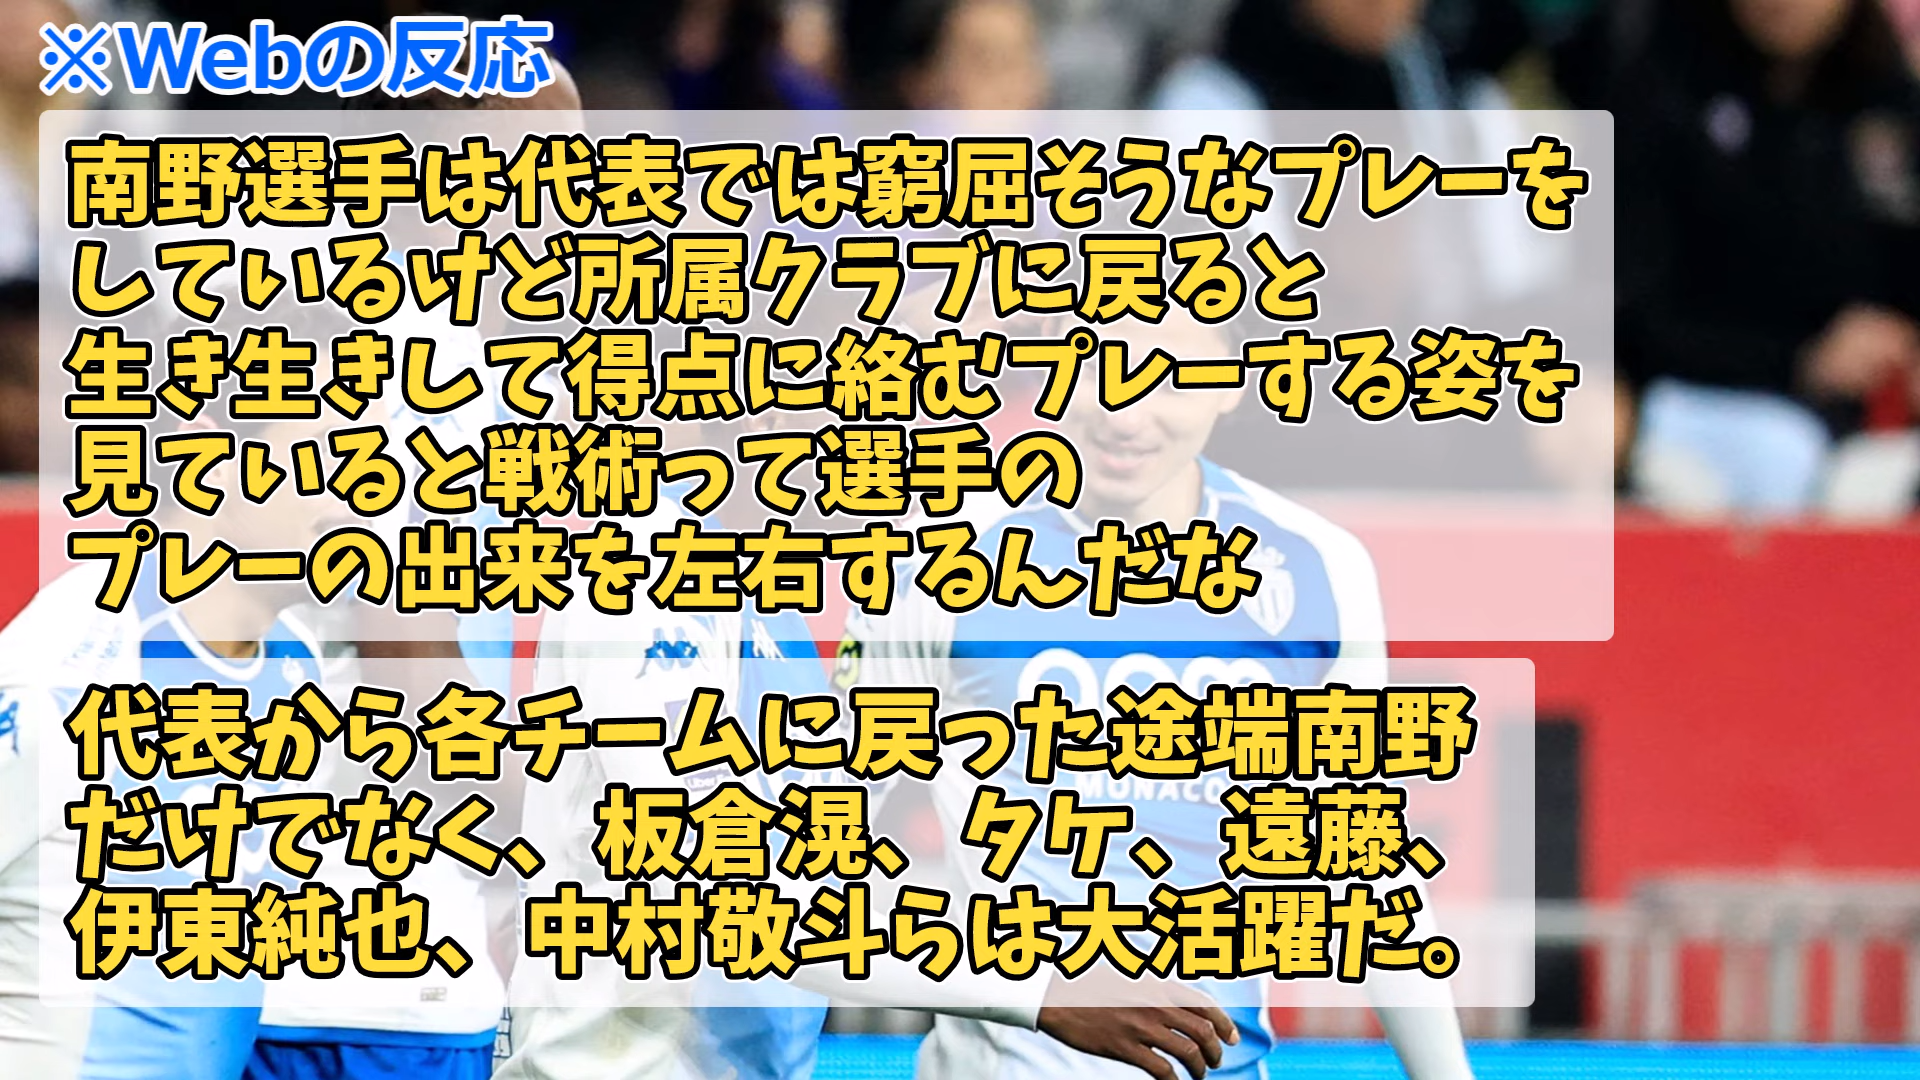 ※Webの反応
南野選手は代表では窮屈そうなプレーを
しているけど所属クラブに戻ると
生き生きして得点に絡むプレーする姿を
見ていると戦術って選手の
プレーの出来を左右するんだな
代表から各チームに戻った途端南野
だけでなく、板倉滉、タケ、遠藤、
伊東純也、中村敬斗らは大活躍だ。
MONACO